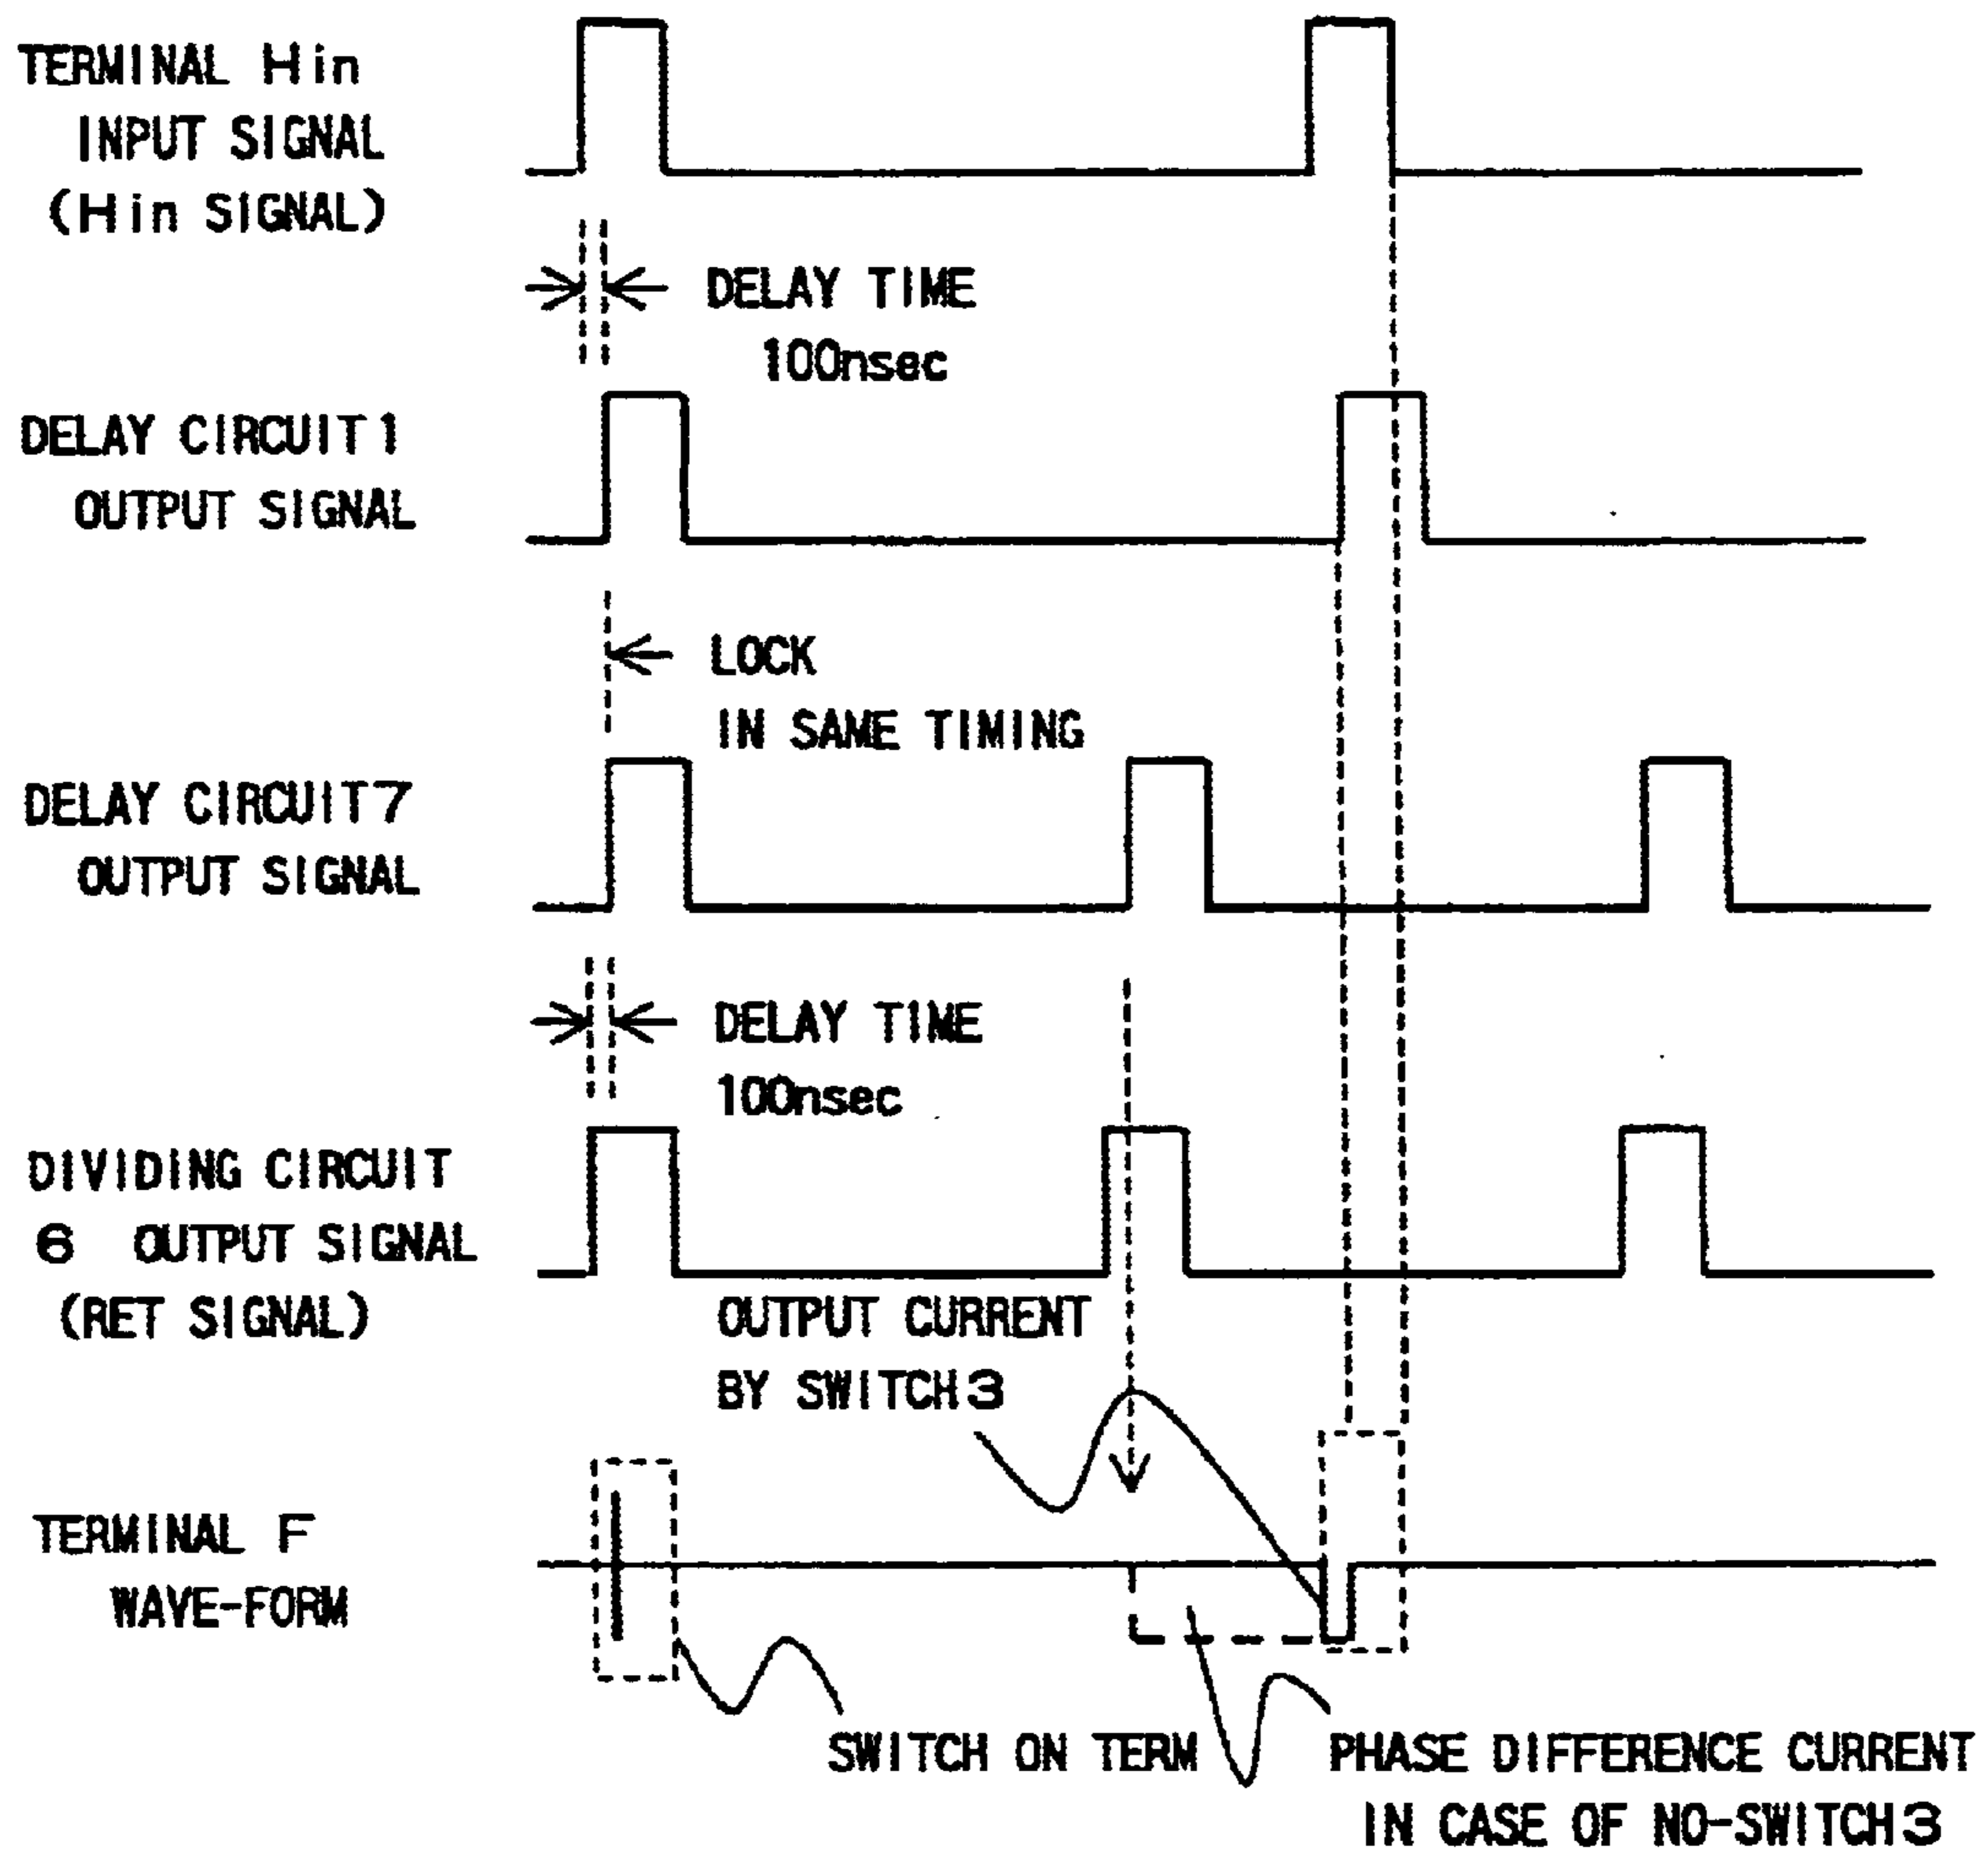 TERMINAL Hin
INPUT SIGNAL
(Hin SIGNAL)
DELAY TIME
100nsec
DELAY CIRCUIT1
OUTPUT SIGNAL
LOCK
IN SAME TIMING
DELAY CIRCUIT7
OUTPUT SIGNAL
DELAY TIME
100nsec
DIVIDING CIRCUIT
6 OUTPUT SIGNAL
(RET SIGNAL)
OUTPUT CURRENT
BY SWITCH3
TERMINAL F
WAVE-FORM
SWITCH ON TERM
PHASE DIFFERENCE CURRENT
IN CASE OF NO-SWITCH3